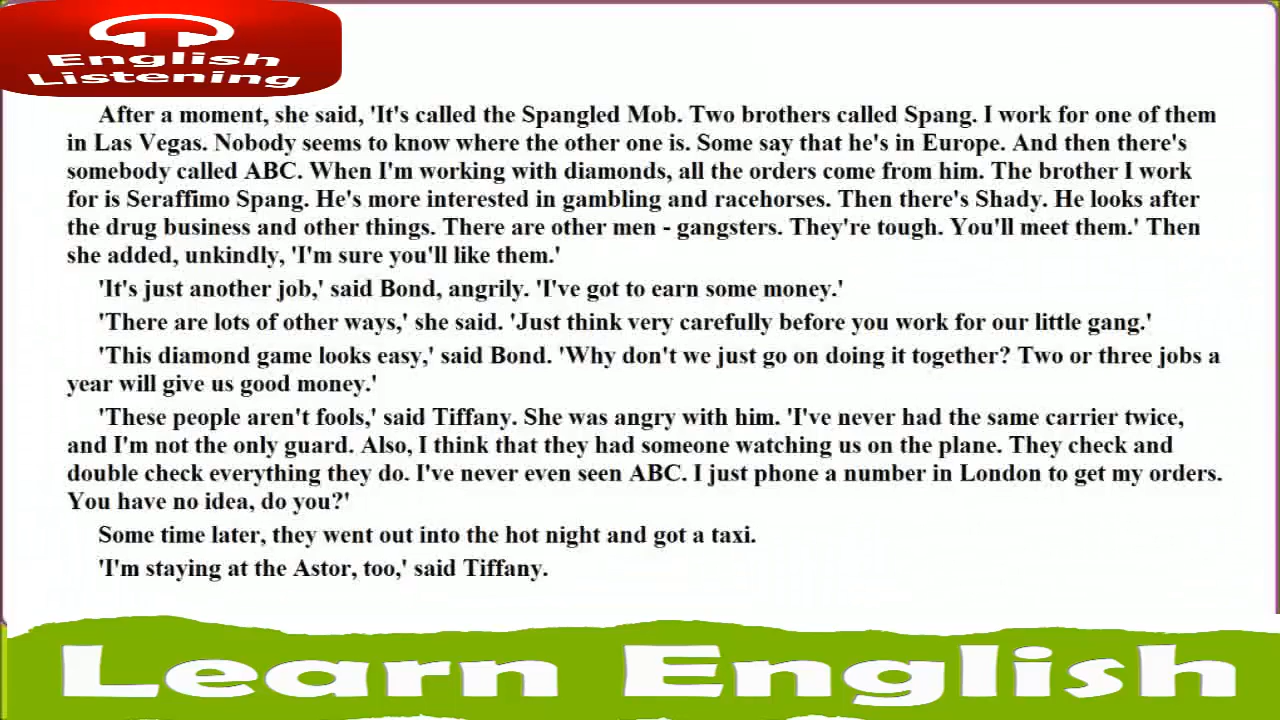 English
Listening
After a moment, she said, 'It's called the Spangled Mob. Two brothers called Spang. I work for one of them
in Las Vegas. Nobody seems to know where the other one is. Some say that he's in Europe. And then there's
somebody called ABC. When I'm working with diamonds, all the orders come from him. The brother I work
for is Seraffimo Spang. He's more interested in gambling and racehorses. Then there's Shady. He looks after
the drug business and other things. There are other men - gangsters. They're tough. You'll meet them.' Then
she added, unkindly, 'I'm sure you'll like them.'
'It's just another job,' said Bond, angrily. 'I've got to earn some money.'
'There are lots of other ways,' she said. 'Just think very carefully before you work for our little gang.'
'This diamond game looks easy,' said Bond. 'Why don't we just go on doing it together? Two or three jobs a
year will give us good money.'
'These people aren't fools,' said Tiffany. She was angry with him. 'I've never had the same carrier twice,
and I'm not the only guard. Also, I think that they had someone watching us on the plane. They check and
double check everything they do. I've never even seen ABC. I just phone a number in London to get my orders.
You have no idea, do you?'
Some time later, they went out into the hot night and got a taxi.
'I'm staying at the Astor, too,' said Tiffany.
Learn English